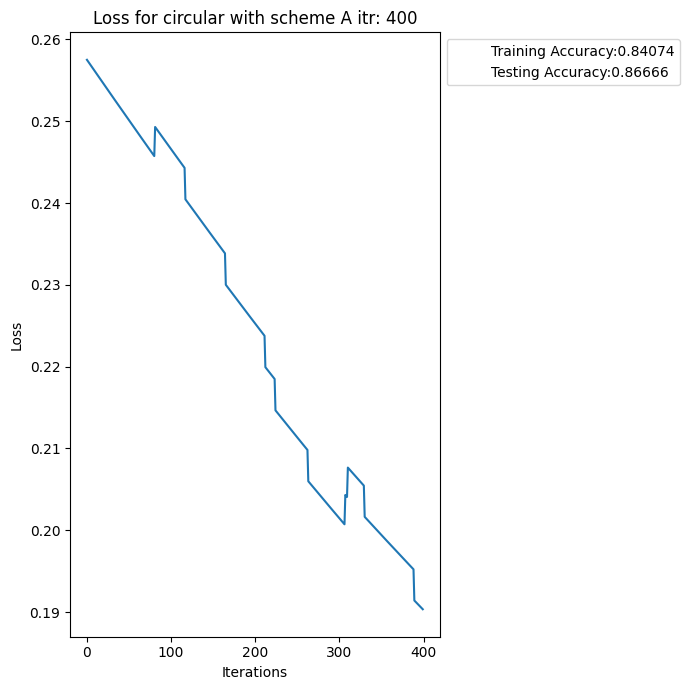 Loss for circular with scheme A itr: 400
Training Accuracy:0.84074
Testing Accuracy:0.86666
0.26
0.25
0.24
0.23
0.22
0.21
0.20
0.19
Loss
0 100 200 300 400
Iterations